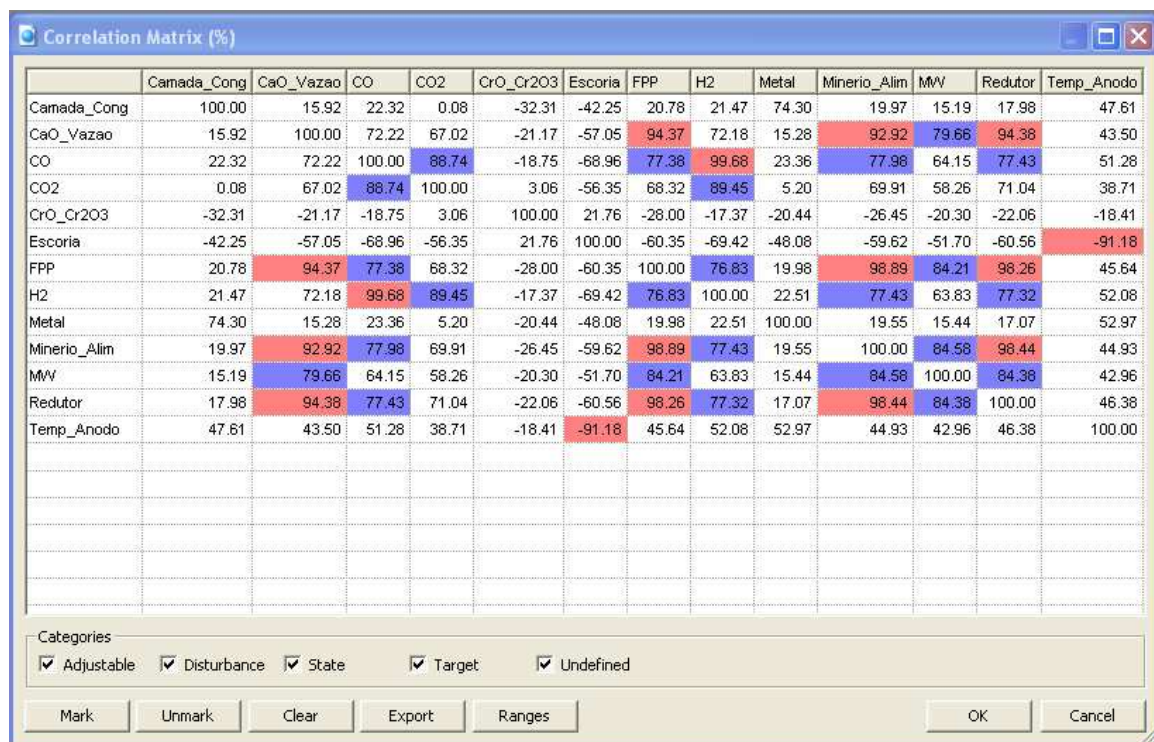 Correlation Matrix (%)
Camada_Cong CaO_Vazao CO CO2 CrO_Cr2O3 Escoria FPP H2 Metal Minerio_Alim MW Redutor Temp_Anodo
Camada_Cong 100.00 15.92 22.32 0.08 -32.31 -42.25 20.78 21.47 74.30 19.97 15.19 17.98 47.61
CaO_Vazao 15.92 100.00 72.22 67.02 -21.17 -57.05 94.37 72.18 15.28 92.92 79.66 94.38 43.50
CO 22.32 72.22 100.00 88.74 -18.75 -68.96 77.38 99.68 23.36 77.98 64.15 77.43 51.28
CO2 0.08 67.02 88.74 100.00 3.06 -56.35 68.32 89.45 5.20 69.91 58.26 71.04 38.71
CrO_Cr2O3 -32.31 -21.17 -18.75 3.06 100.00 21.76 -28.00 -17.37 -20.44 -26.45 -20.30 -22.06 -18.41
Escoria -42.25 -57.05 -68.96 -56.35 21.76 100.00 -60.35 -69.42 -48.08 -59.62 -51.70 -60.56 -91.18
FPP 20.78 94.37 77.38 68.32 -28.00 -60.35 100.00 76.83 19.98 98.89 84.21 98.26 45.64
H2 21.47 72.18 99.68 89.45 -17.37 -69.42 76.83 100.00 22.51 77.43 63.83 77.32 52.08
Metal 74.30 15.28 23.36 5.20 -20.44 -48.08 19.98 22.51 100.00 19.55 15.44 17.07 52.97
Minerio_Alim 19.97 92.92 77.98 69.91 -26.45 -59.62 98.89 77.43 19.55 100.00 84.58 98.44 44.93
MW 15.19 79.66 64.15 58.26 -20.30 -51.70 84.21 63.83 15.44 84.58 100.00 84.38 42.96
Redutor 17.98 94.38 77.43 71.04 -22.06 -60.56 98.26 77.32 17.07 98.44 84.38 100.00 46.38
Temp_Anodo 47.61 43.50 51.28 38.71 -18.41 -91.18 45.64 52.08 52.97 44.93 42.96 46.38 100.00
Categories
Adjustable Disturbance State Target Undefined
Mark Unmark Clear Export Ranges OK Cancel